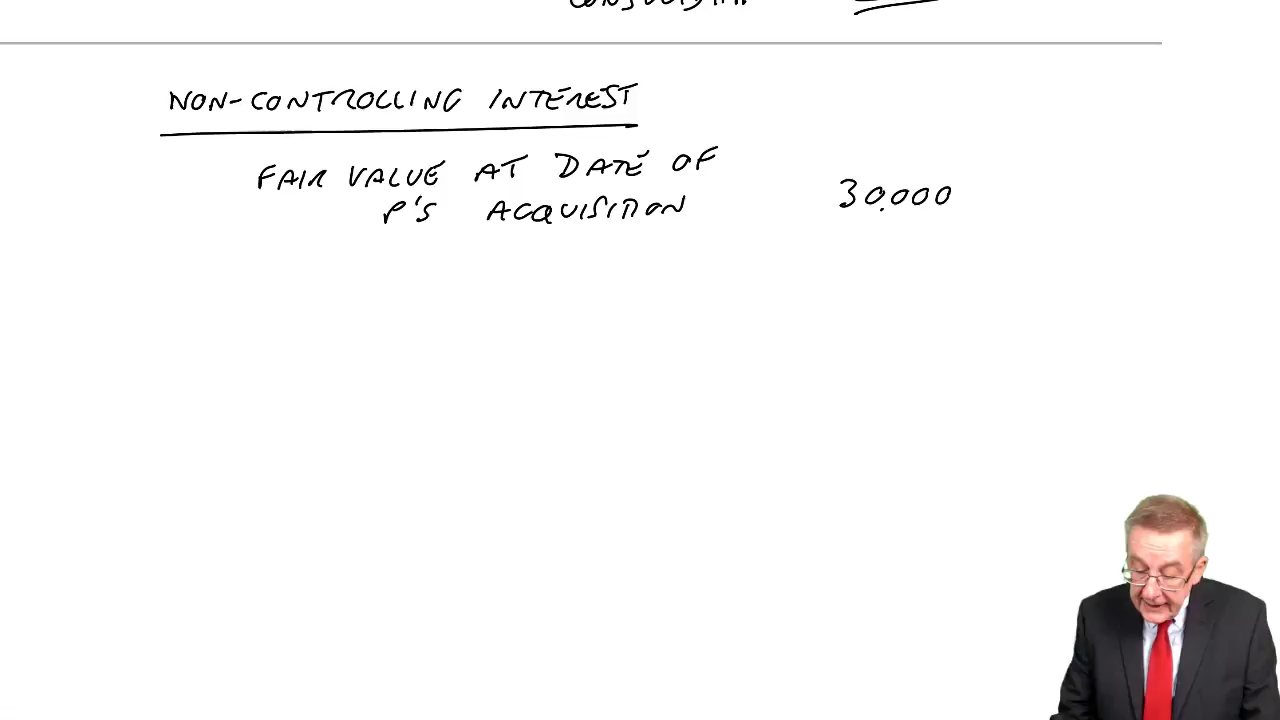 NON-CONTROLLING INTEREST
FAIR VALUE AT DATE OF
P'S ACQUISITION 30,000